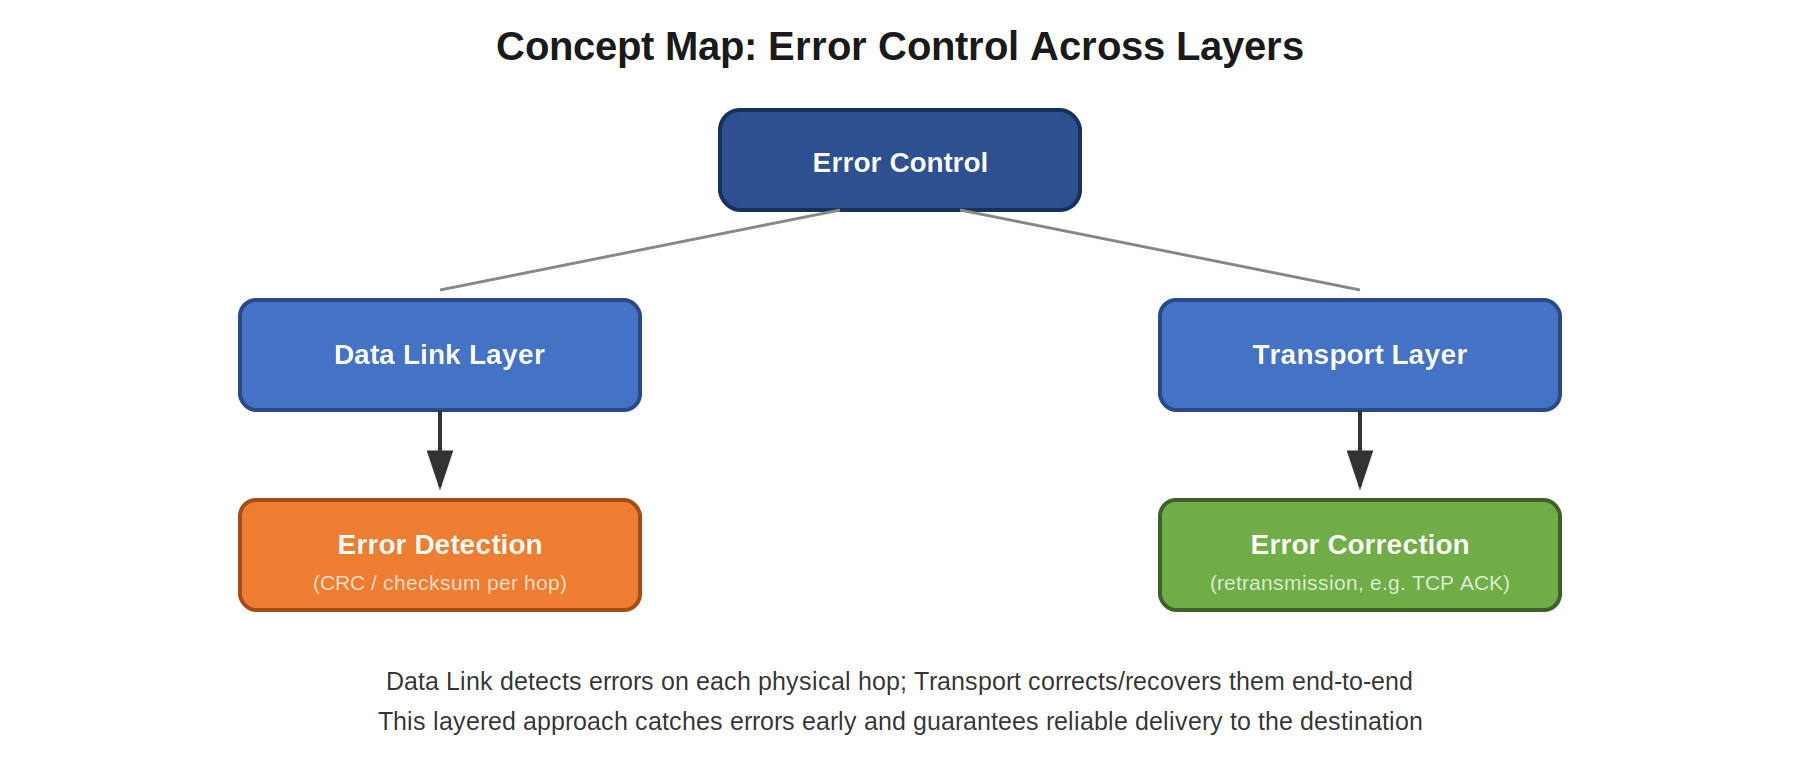 Concept Map: Error Control Across Layers
Error Control
Data Link Layer
Transport Layer
Error Detection
(CRC / checksum per hop)
Error Correction
(retransmission, e.g. TCP ACK)
Data Link detects errors on each physical hop; Transport corrects/recovers them end-to-end
This layered approach catches errors early and guarantees reliable delivery to the destination